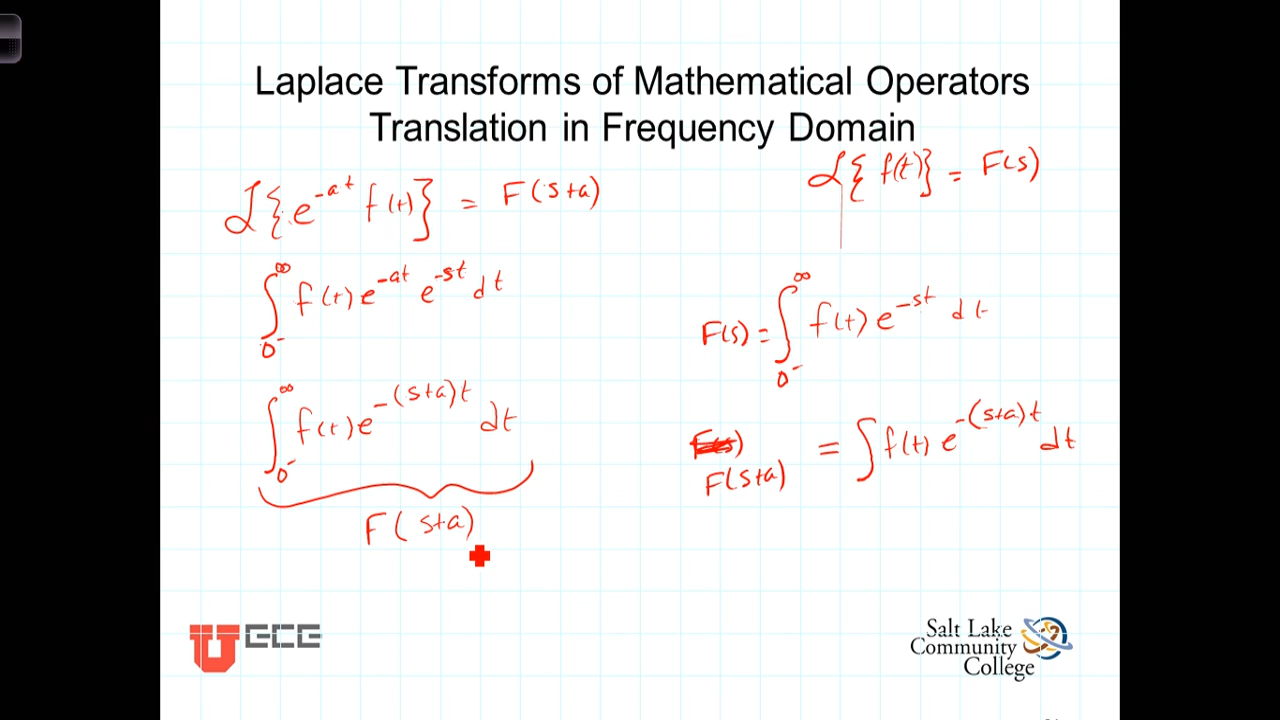 Laplace Transforms of Mathematical Operators
Translation in Frequency Domain
ℒ{e^{-at} f(t)} = F(s+a)
ℒ{f(t)} = F(s)
∫_{0^-}^{∞} f(t) e^{-at} e^{-st} dt
F(s) = ∫_{0^-}^{∞} f(t) e^{-st} dt
∫_{0^-}^{∞} f(t) e^{-(s+a)t} dt
F(s+a) = ∫ f(t) e^{-(s+a)t} dt
F(s+a)
U ECE
Salt Lake
Community
College